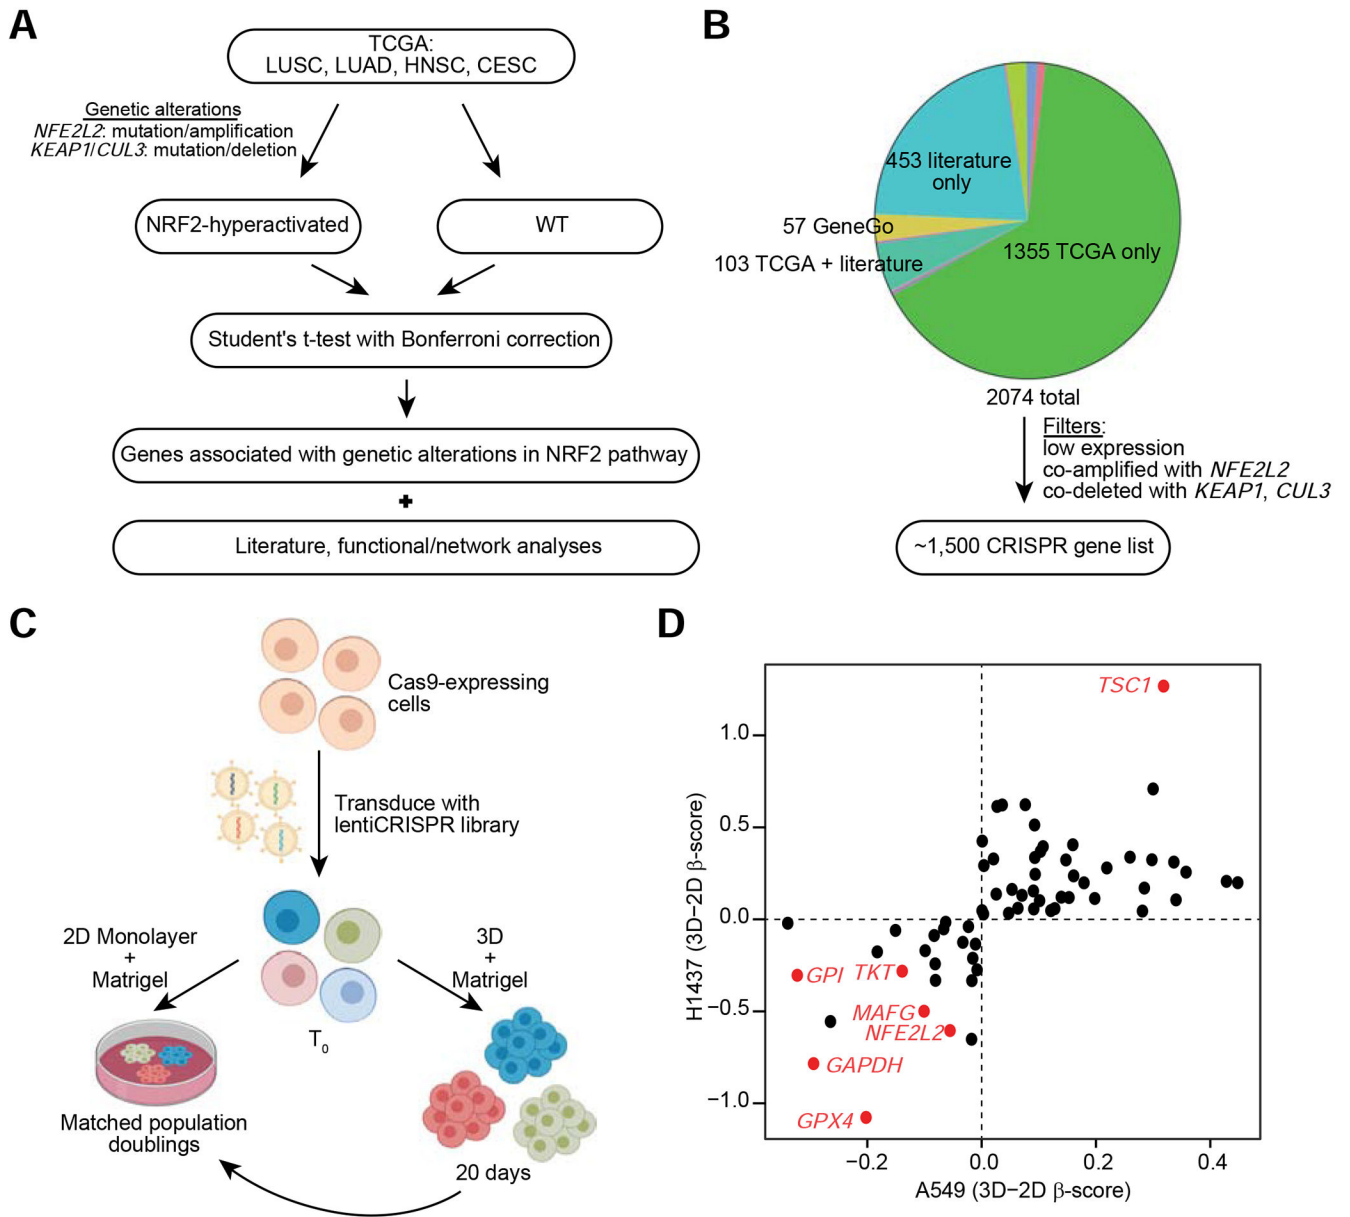 A
TCGA:
LUSC, LUAD, HNSC, CESC
Genetic alterations
NFE2L2: mutation/amplification
KEAP1/CUL3: mutation/deletion
NRF2-hyperactivated
WT
Student's t-test with Bonferroni correction
Genes associated with genetic alterations in NRF2 pathway
+
Literature, functional/network analyses
B
453 literature
only
57 GeneGo
103 TCGA + literature
1355 TCGA only
2074 total
Filters:
low expression
co-amplified with NFE2L2
co-deleted with KEAP1, CUL3
~1,500 CRISPR gene list
C
Cas9-expressing
cells
Transduce with
lentiCRISPR library
2D Monolayer
+
Matrigel
3D
+
Matrigel
T0
Matched population
doublings
20 days
D
H1437 (3D−2D β-score)
1.0
0.5
0.0
−0.5
−1.0
TSC1
GPI
TKT
MAFG
NFE2L2
GAPDH
GPX4
−0.2
0.0
0.2
0.4
A549 (3D−2D β-score)